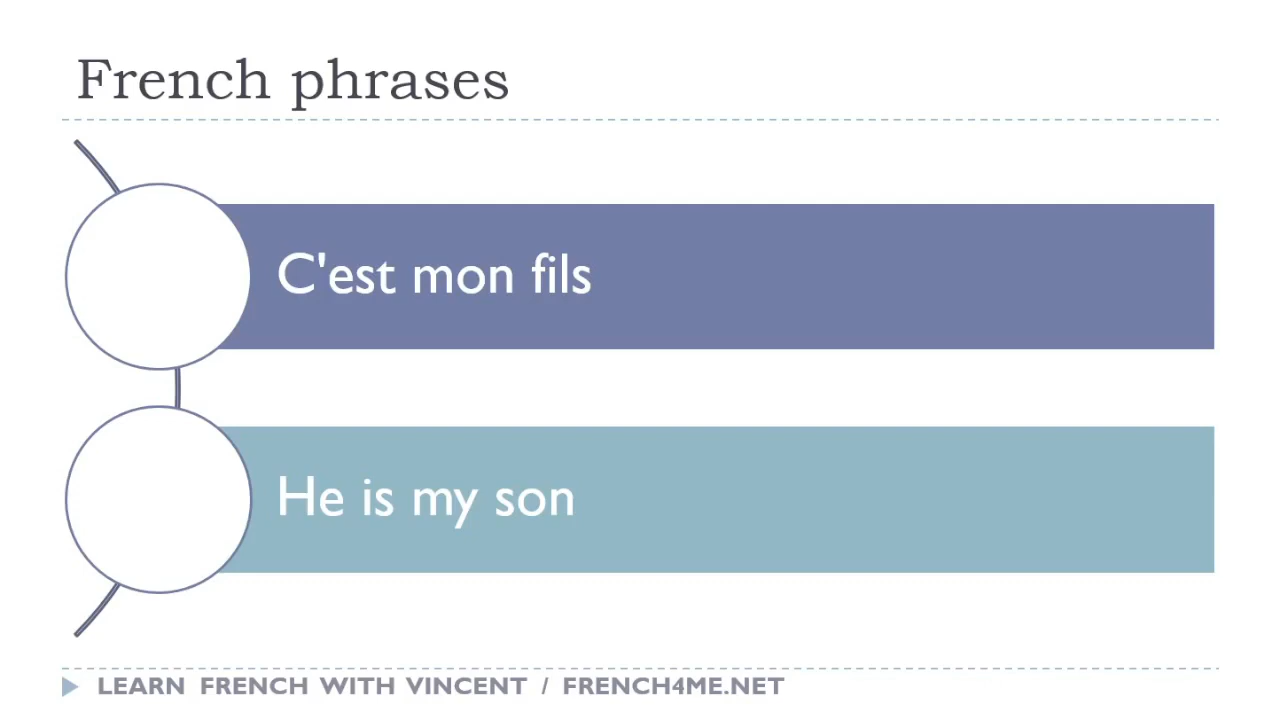 French phrases
C'est mon fils
He is my son
LEARN FRENCH WITH VINCENT / FRENCH4ME.NET